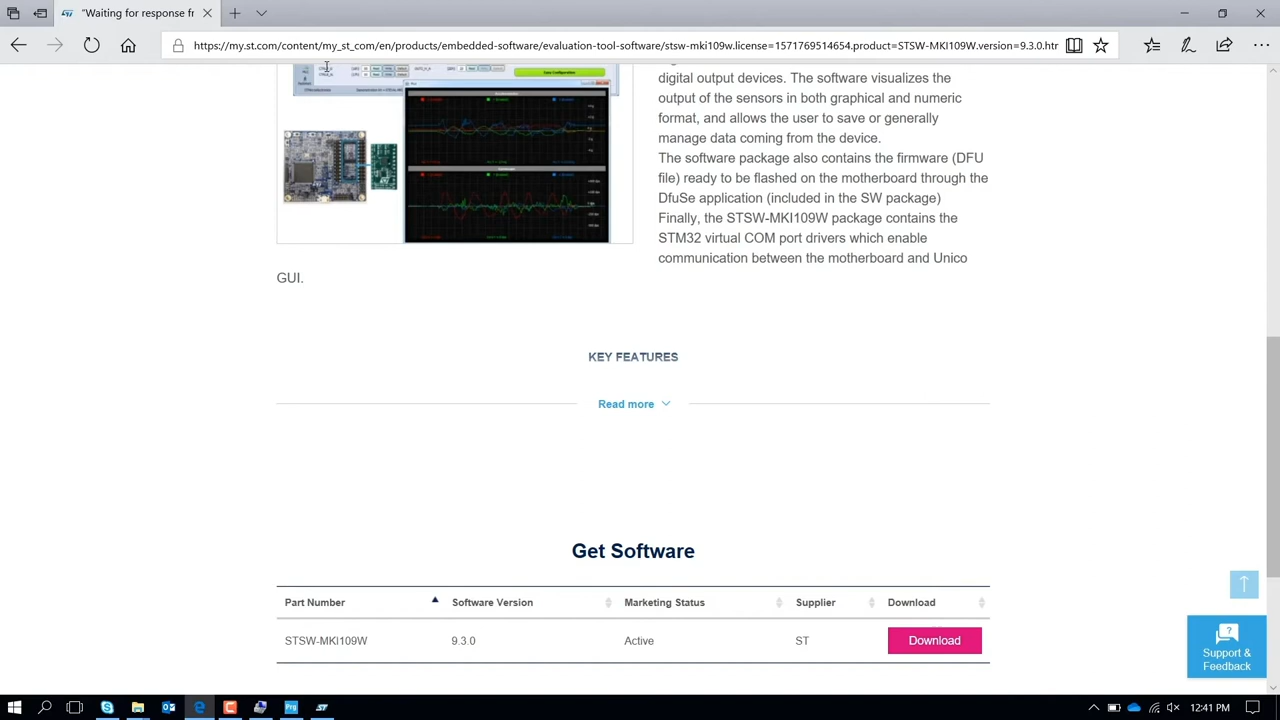 "Waiting for response fr
https://my.st.com/content/my_st_com/en/products/embedded-software/evaluation-tool-software/stsw-mki109w.license=1571769514654.product=STSW-MKI109W.version=9.3.0.htr
Easy Configuration
digital output devices. The software visualizes the
output of the sensors in both graphical and numeric
format, and allows the user to save or generally
manage data coming from the device.
The software package also contains the firmware (DFU
file) ready to be flashed on the motherboard through the
DfuSe application (included in the SW package)
Finally, the STSW-MKI109W package contains the
STM32 virtual COM port drivers which enable
communication between the motherboard and Unico
GUI.
KEY FEATURES
Read more
Get Software
Part Number Software Version Marketing Status Supplier Download
STSW-MKI109W 9.3.0 Active ST Download
Support &
Feedback
Prg
12:41 PM